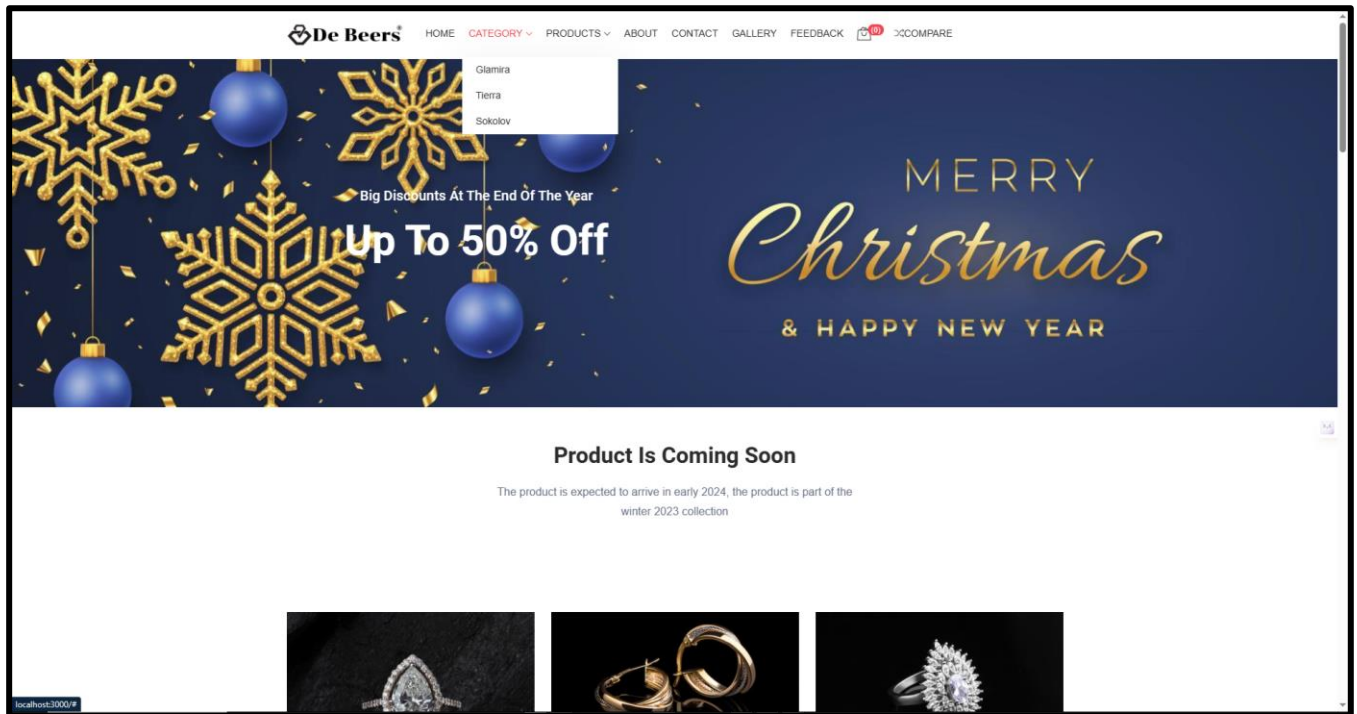 De Beers®
HOME CATEGORY PRODUCTS ABOUT CONTACT GALLERY FEEDBACK (0) COMPARE
Glamira
Tierra
Sokolov
Big Discounts At The End Of The Year
Up To 50% Off
MERRY
Christmas
& HAPPY NEW YEAR
Product Is Coming Soon
The product is expected to arrive in early 2024, the product is part of the
winter 2023 collection
localhost:3000/#